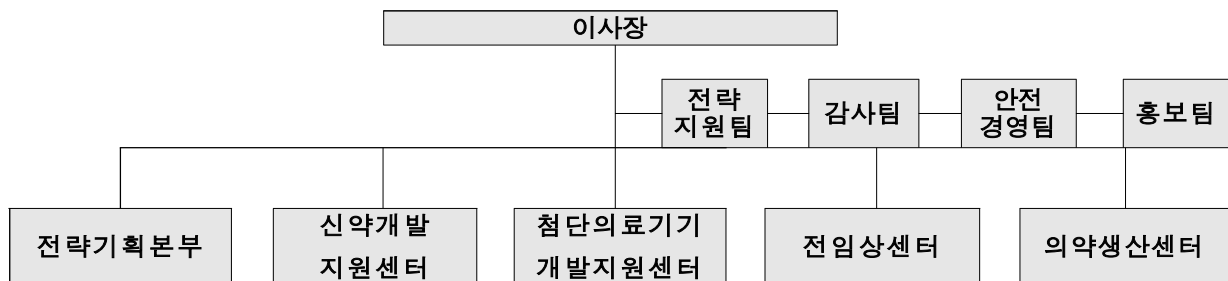 이사장
전략
지원팀
감사팀
안전
경영팀
홍보팀
전략기획본부
신약개발
지원센터
첨단의료기기
개발지원센터
전임상센터
의약생산센터